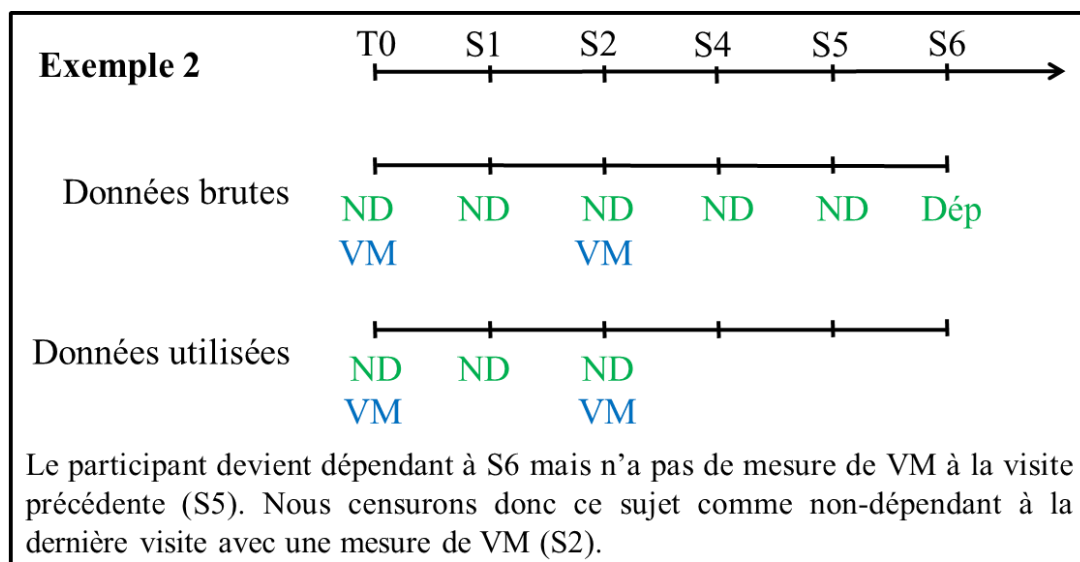 T0 S1 S2 S4 S5 S6
Exemple 2
Données brutes
ND ND ND ND ND Dép
VM VM
Données utilisées
ND ND ND
VM VM
Le participant devient dépendant à S6 mais n'a pas de mesure de VM à la visite
précédente (S5). Nous censurons donc ce sujet comme non-dépendant à la
dernière visite avec une mesure de VM (S2).